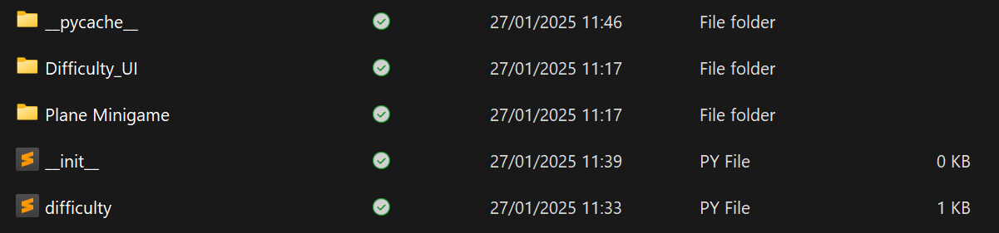 __pycache__ 27/01/2025 11:46 File folder
Difficulty_UI 27/01/2025 11:17 File folder
Plane Minigame 27/01/2025 11:17 File folder
__init__ 27/01/2025 11:39 PY File 0 KB
difficulty 27/01/2025 11:33 PY File 1 KB